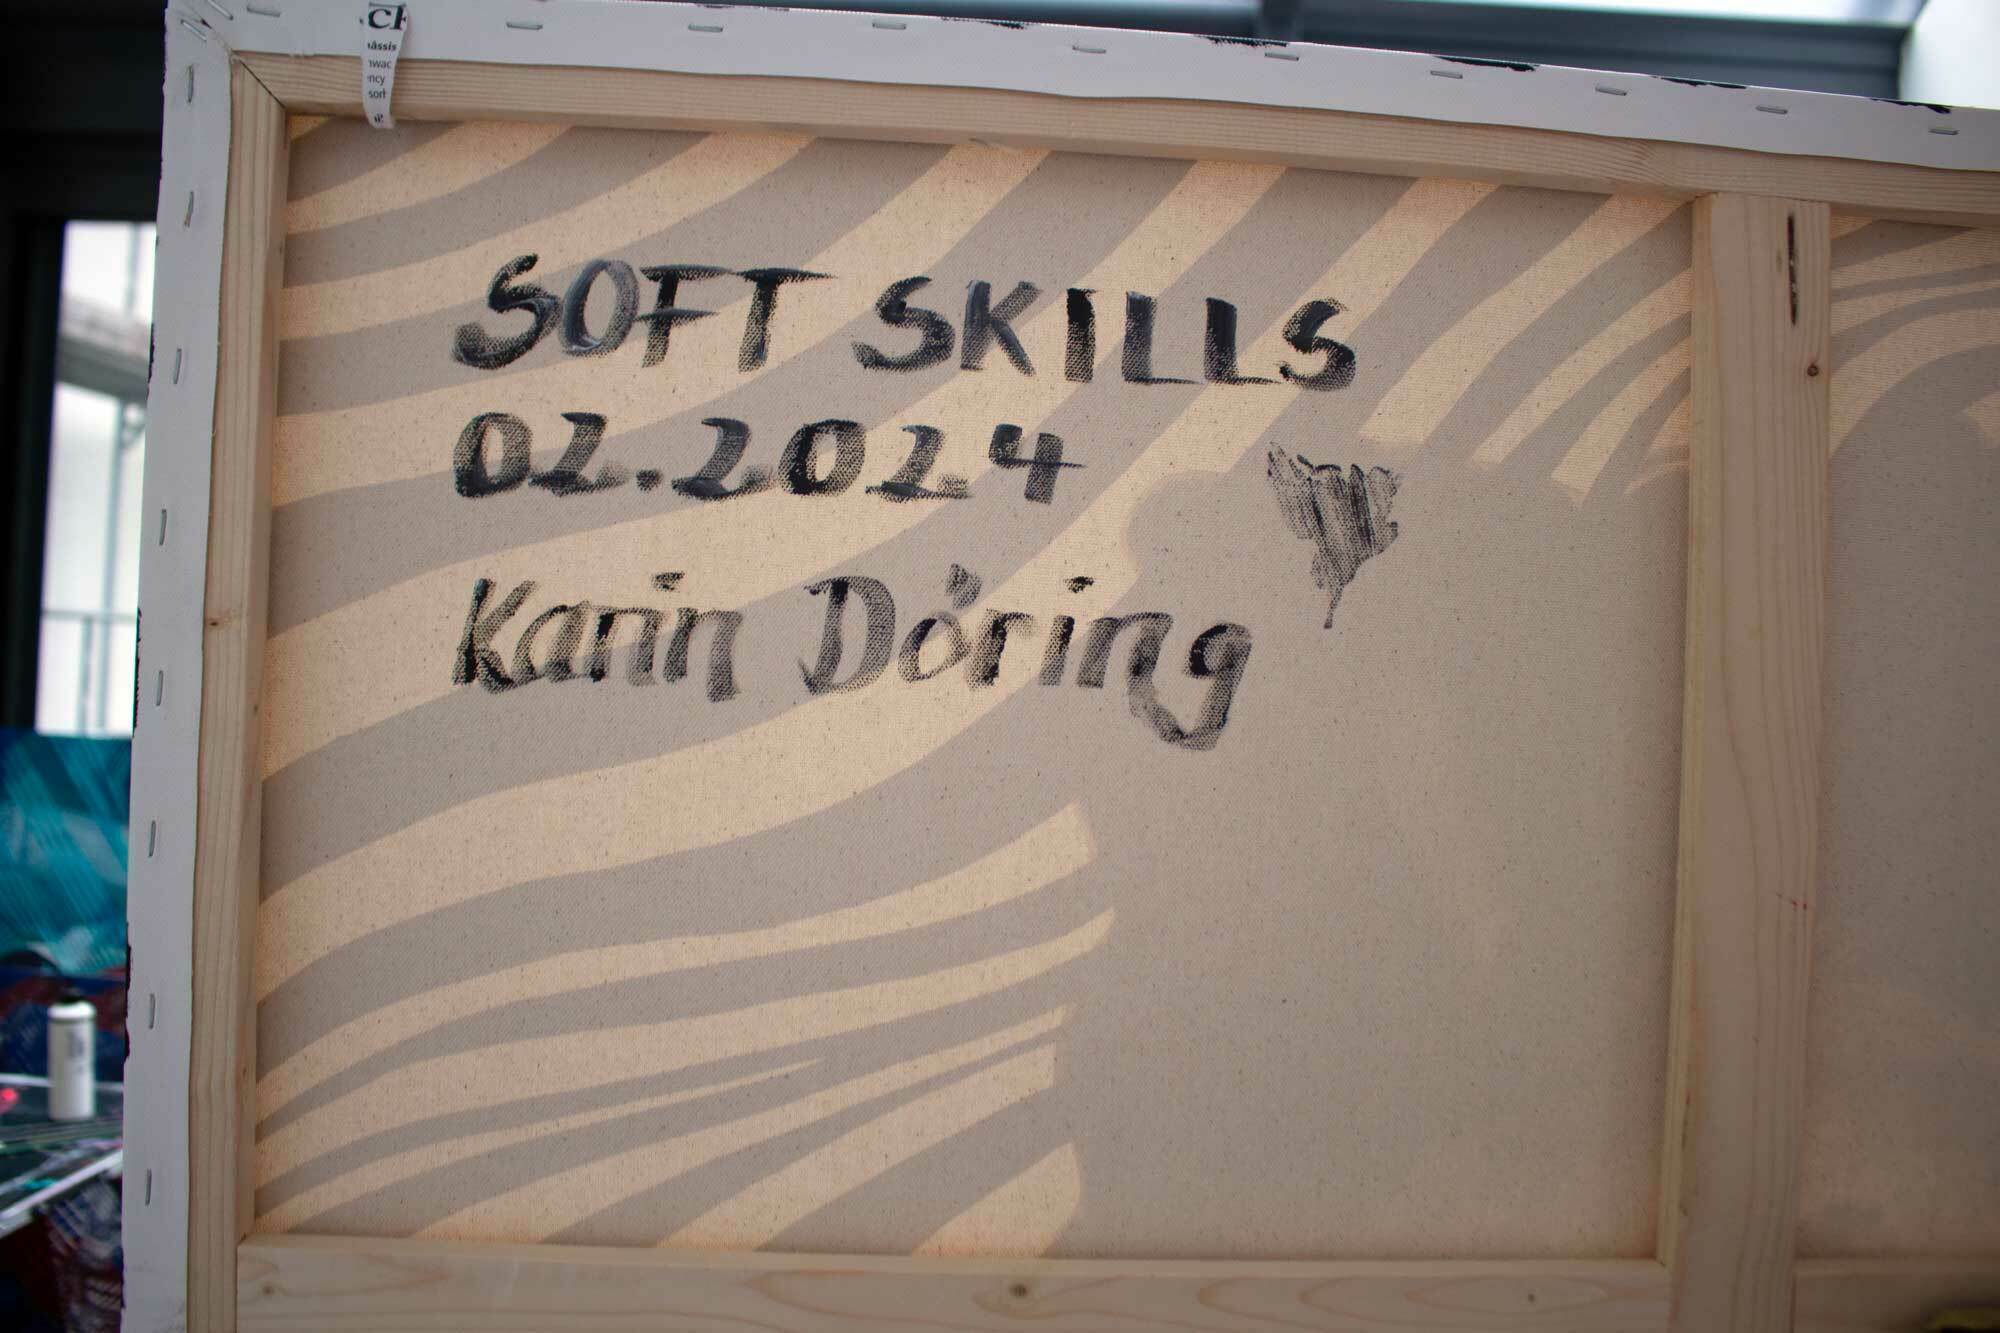 SOFT SKILLS
02.2024
Karin Döring